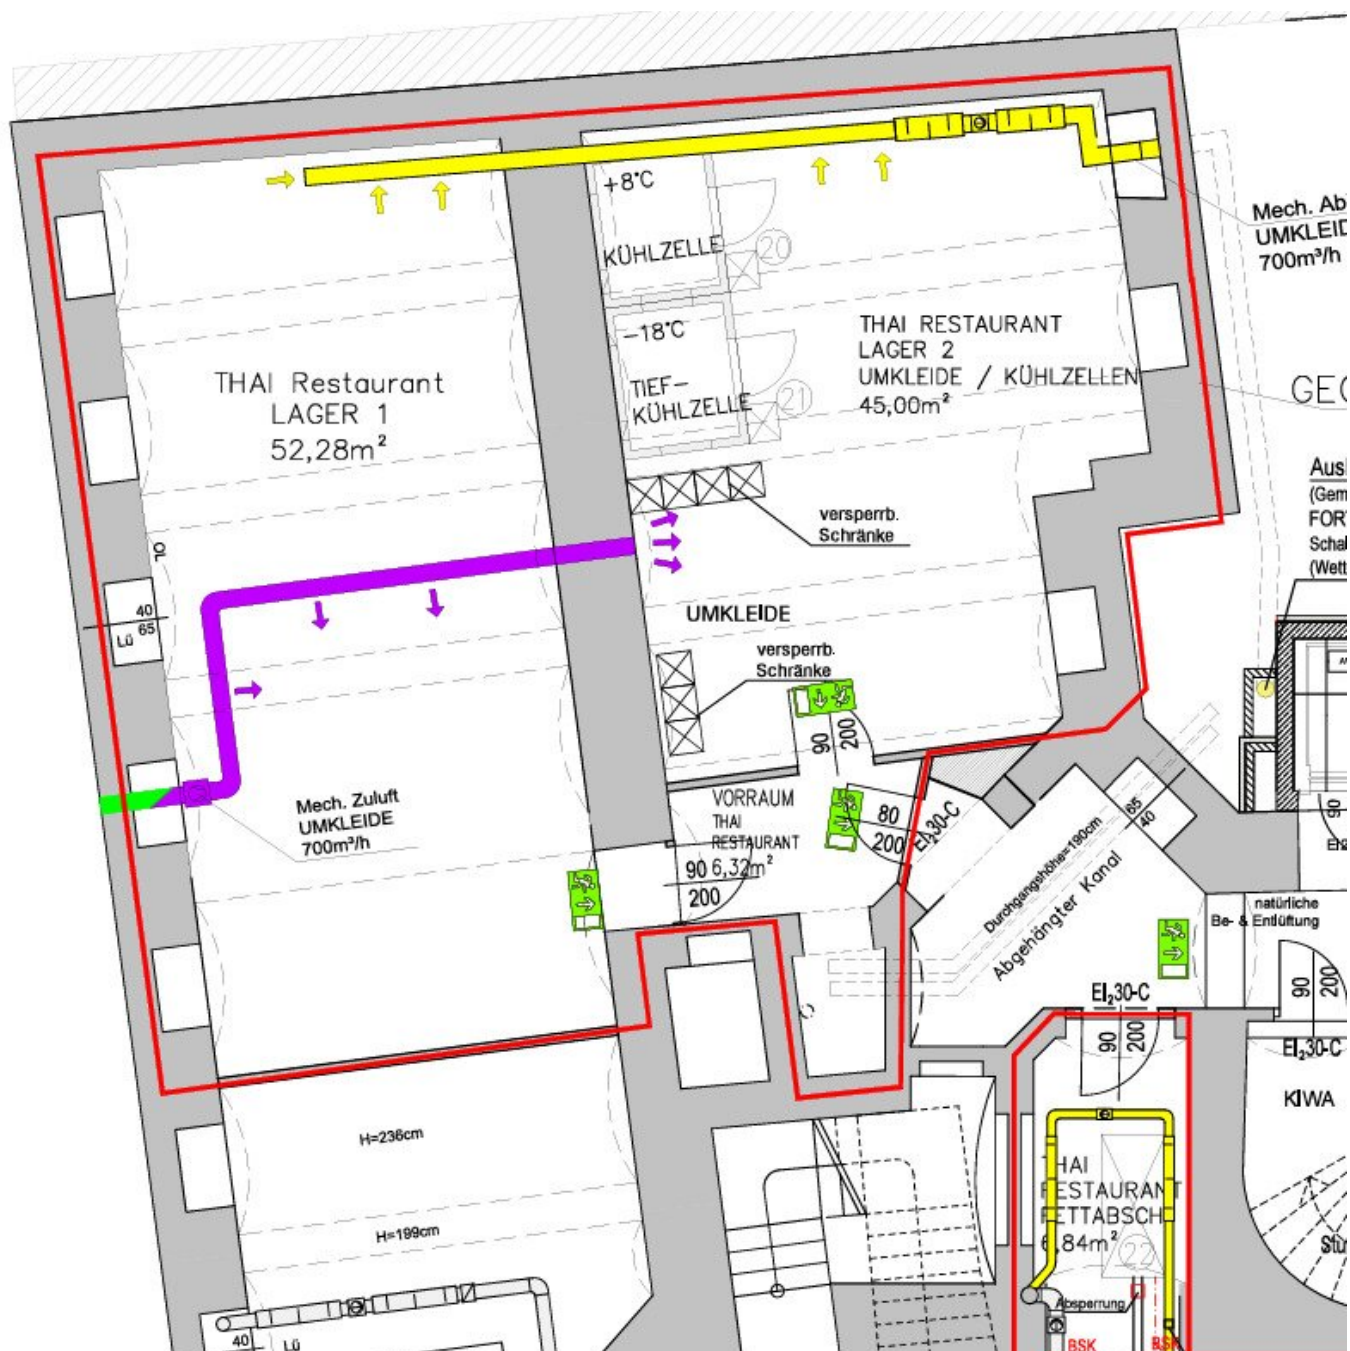 +8°C
KÜHLZELLE
20
-18°C
TIEF-
KÜHLZELLE
21
THAI Restaurant
LAGER 1
52,28m²
THAI RESTAURANT
LAGER 2
UMKLEIDE / KÜHLZELLEN
45,00m²
Mech. Ab
UMKLEID
700m³/h
versperrb.
Schränke
FOR
Schal
(Wett
OL
40
65
Lü
UMKLEIDE
versperrb.
Schränke
90
200
Mech. Zuluft
UMKLEIDE
700m³/h
VORRAUM
THAI
RESTAURANT
6,32m²
90
200
80
200
EI₂30-C
65
40
Durchgangshöhe=190cm
Abgehängter Kanal
90
natürliche
Be- & Entlüftung
90
200
EI₂30-C
EI₂30-C
90
200
KIWA
H=236cm
H=199cm
THAI
RESTAURANT
FETTABSCH
6,84m²
22
Absperrung
BSK
BSK
40
Lü